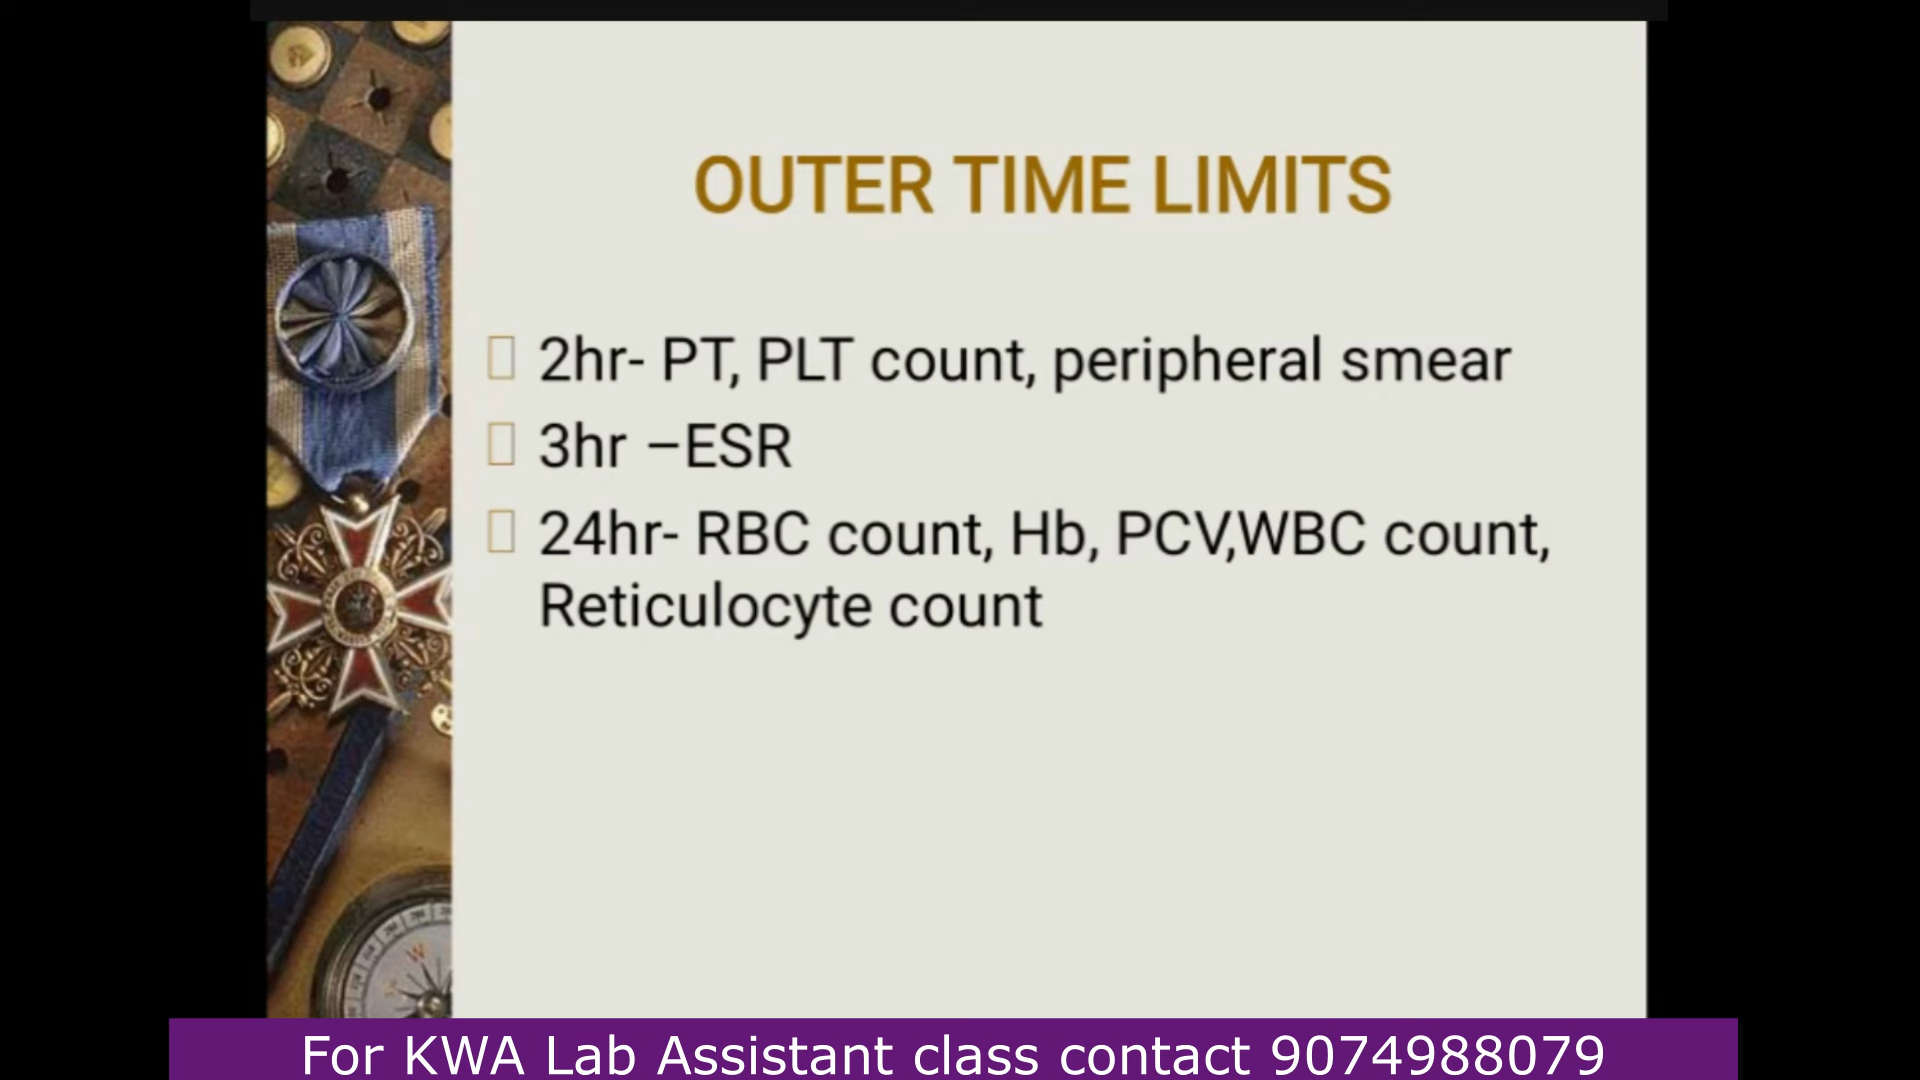 OUTER TIME LIMITS
2hr- PT, PLT count, peripheral smear
3hr –ESR
24hr- RBC count, Hb, PCV,WBC count,
Reticulocyte count
For KWA Lab Assistant class contact 9074988079